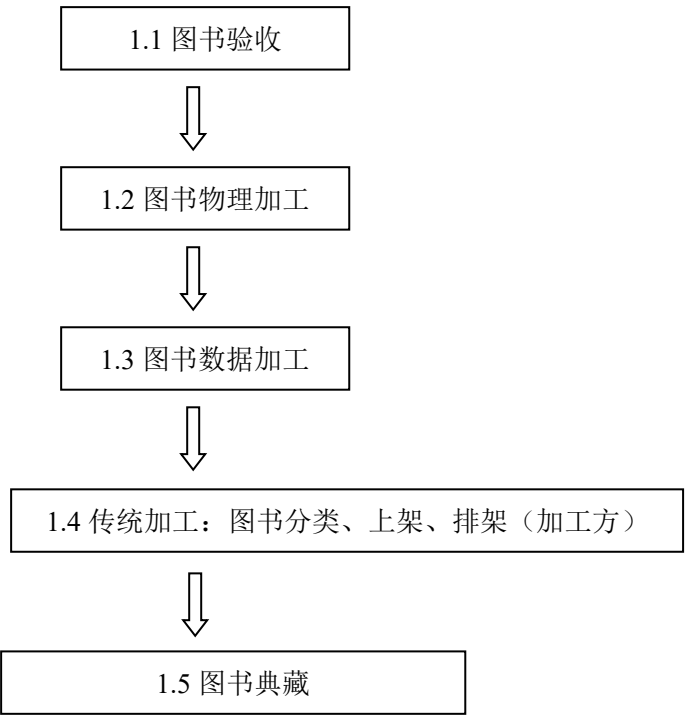 1.1 图书验收
1.2 图书物理加工
1.3 图书数据加工
1.4 传统加工：图书分类、上架、排架（加工方）
1.5 图书典藏